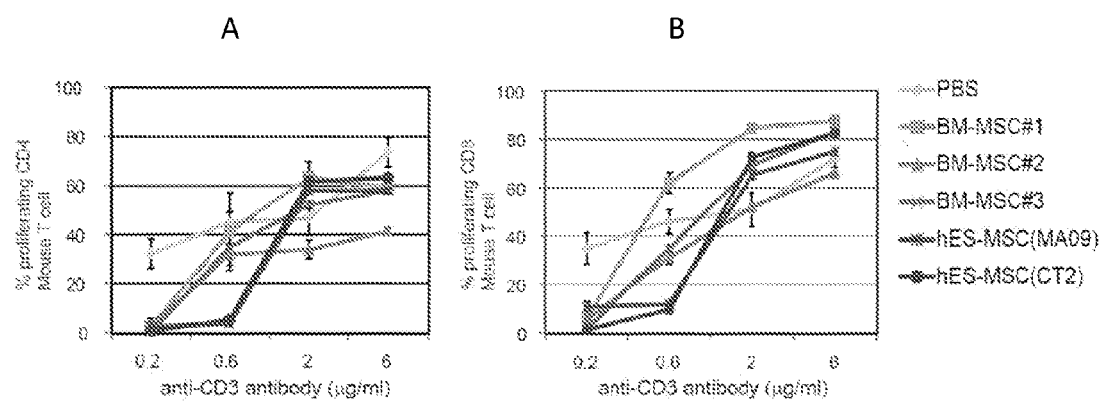 A
B
100
80
60
40
20
0
% proliferating CD4
Mouse T cell
0.2
0.6
2
6
anti-CD3 antibody (µg/ml)
100
80
60
40
20
0
% proliferating CD8
Mouse T cell
0.2
0.6
2
6
anti-CD3 antibody (µg/ml)
PBS
BM-MSC#1
BM-MSC#2
BM-MSC#3
hES-MSC(MA09)
hES-MSC(CT2)